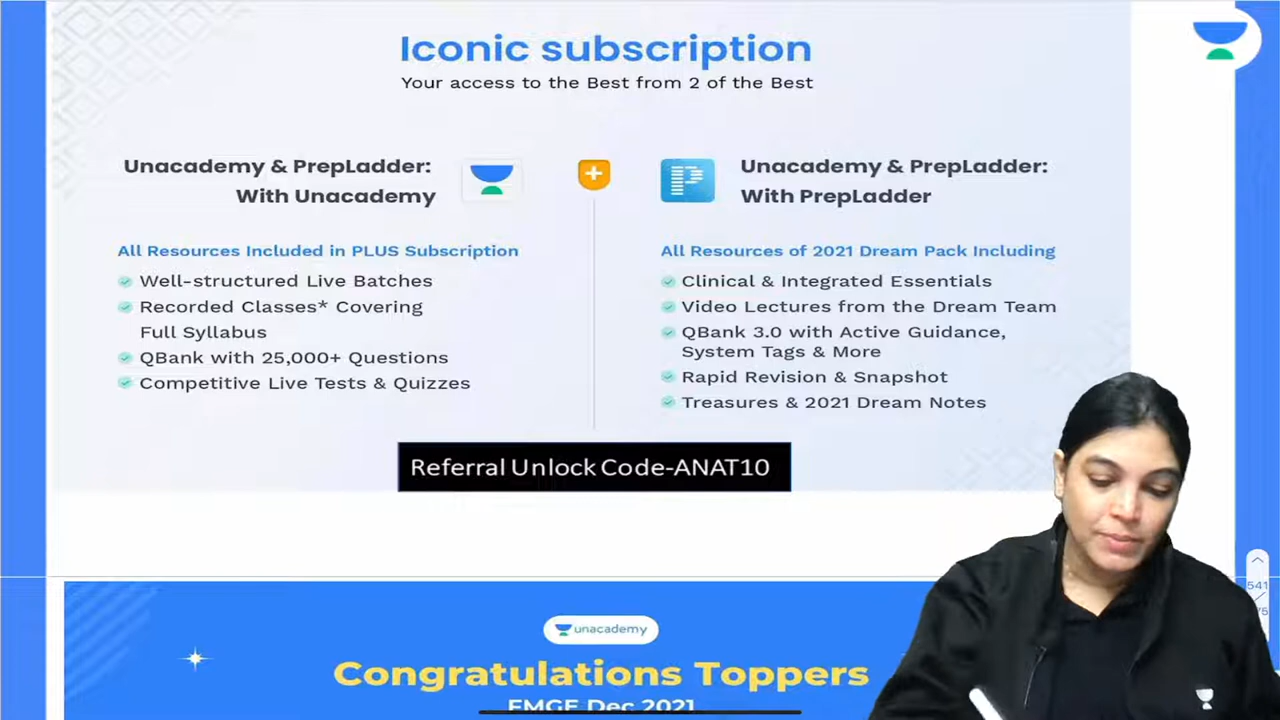 Iconic subscription
Your access to the Best from 2 of the Best
Unacademy & PrepLadder:
With Unacademy
All Resources Included in PLUS Subscription
Well-structured Live Batches
Recorded Classes* Covering
Full Syllabus
QBank with 25,000+ Questions
Competitive Live Tests & Quizzes
Unacademy & PrepLadder:
With PrepLadder
All Resources of 2021 Dream Pack Including
Clinical & Integrated Essentials
Video Lectures from the Dream Team
QBank 3.0 with Active Guidance,
System Tags & More
Rapid Revision & Snapshot
Treasures & 2021 Dream Notes
Referral Unlock Code-ANAT10
541
unacademy
Congratulations Toppers
FMGE Dec 2021